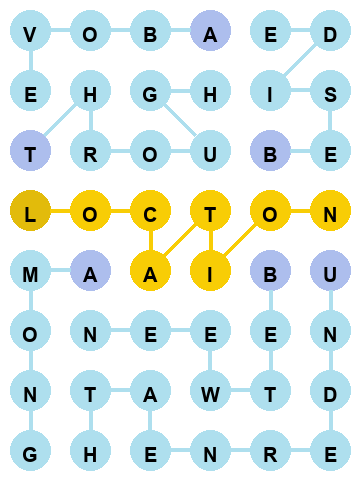 V O B A E D
E H G H I S
T R O U B E
L O C T O N
M A A I B U
O N E E E N
N T A W T D
G H E N R E